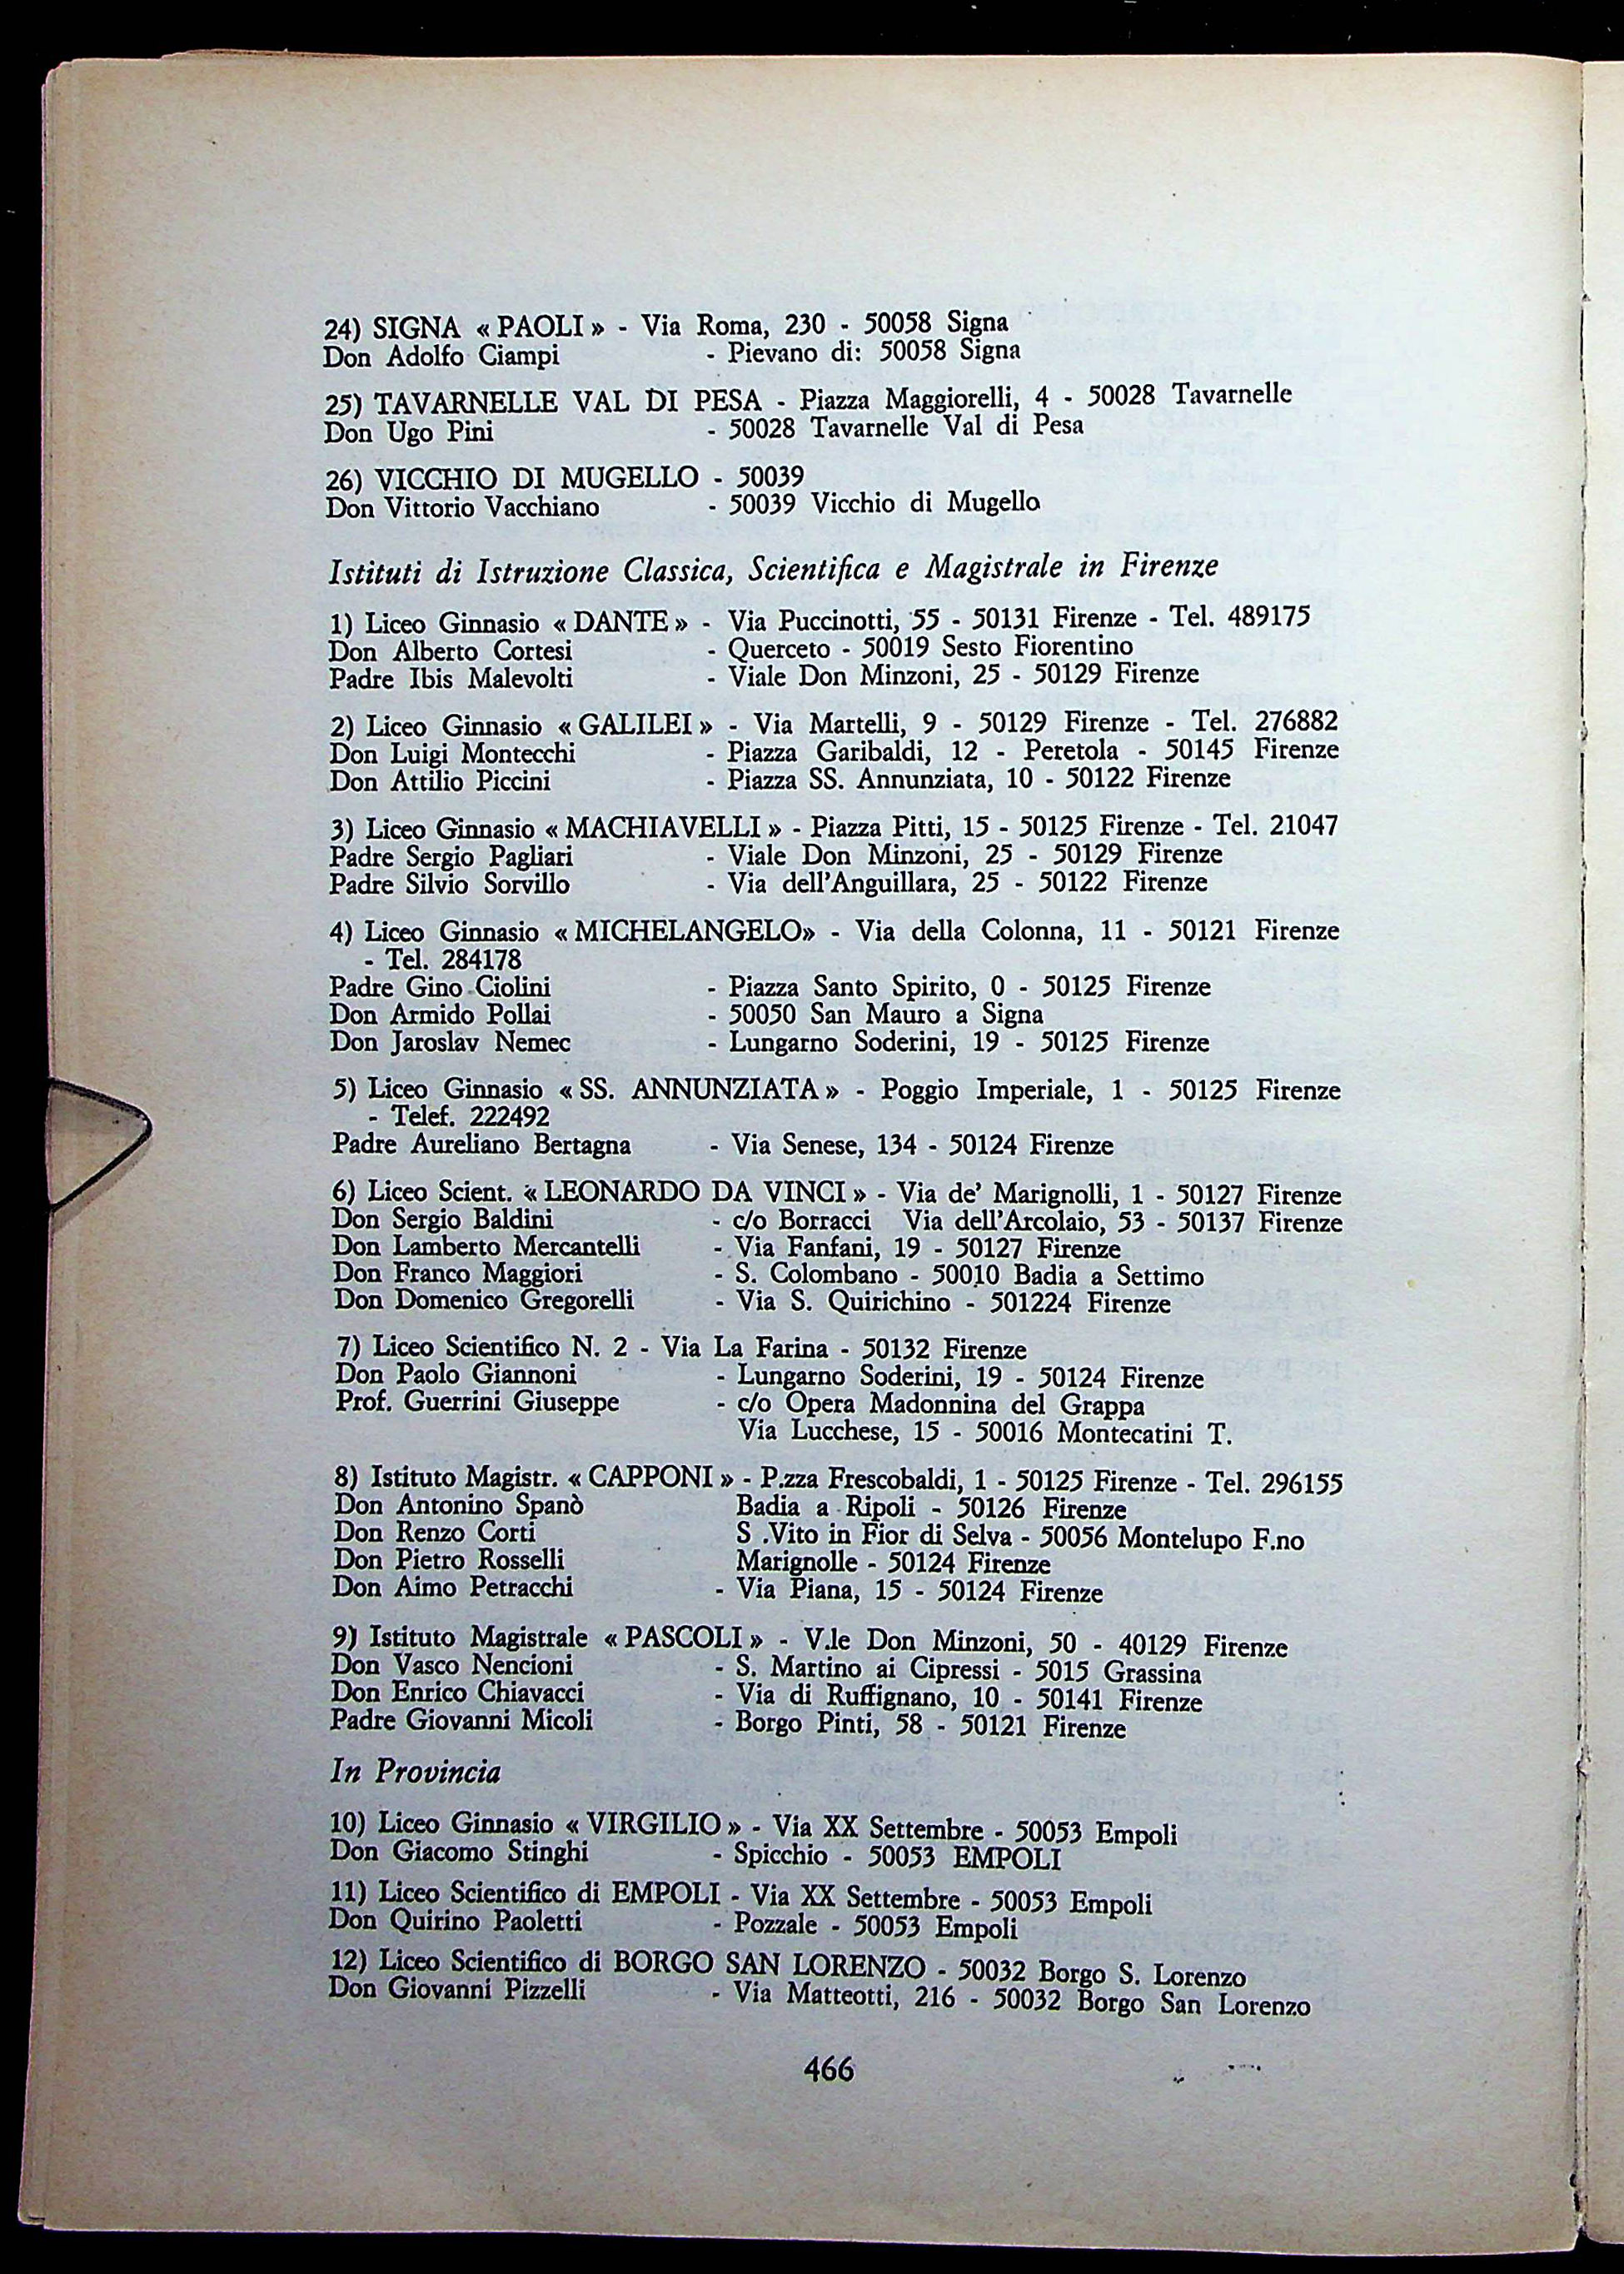 24) SIGNA « PAOLI » - Via Roma, 230 - 50058 Signa
Don Adolfo Ciampi - Pievano di: 50058 Signa
25) TAVARNELLE VAL DI PESA - Piazza Maggiorelli, 4 - 50028 Tavarnelle
Don Ugo Pini - 50028 Tavarnelle Val di Pesa
26) VICCHIO DI MUGELLO - 50039
Don Vittorio Vacchiano - 50039 Vicchio di Mugello
Istituti di Istruzione Classica, Scientifica e Magistrale in Firenze
1) Liceo Ginnasio « DANTE » - Via Puccinotti, 55 - 50131 Firenze - Tel. 489175
Don Alberto Cortesi - Querceto - 50019 Sesto Fiorentino
Padre Ibis Malevolti - Viale Don Minzoni, 25 - 50129 Firenze
2) Liceo Ginnasio « GALILEI » - Via Martelli, 9 - 50129 Firenze - Tel. 276882
Don Luigi Montecchi - Piazza Garibaldi, 12 - Peretola - 50145 Firenze
Don Attilio Piccini - Piazza SS. Annunziata, 10 - 50122 Firenze
3) Liceo Ginnasio « MACHIAVELLI » - Piazza Pitti, 15 - 50125 Firenze - Tel. 21047
Padre Sergio Pagliari - Viale Don Minzoni, 25 - 50129 Firenze
Padre Silvio Sorvillo - Via dell'Anguillara, 25 - 50122 Firenze
4) Liceo Ginnasio « MICHELANGELO» - Via della Colonna, 11 - 50121 Firenze
- Tel. 284178
Padre Gino Ciolini - Piazza Santo Spirito, 0 - 50125 Firenze
Don Armido Pollai - 50050 San Mauro a Signa
Don Jaroslav Nemec - Lungarno Soderini, 19 - 50125 Firenze
5) Liceo Ginnasio « SS. ANNUNZIATA » - Poggio Imperiale, 1 - 50125 Firenze
- Telef. 222492
Padre Aureliano Bertagna - Via Senese, 134 - 50124 Firenze
6) Liceo Scient. « LEONARDO DA VINCI » - Via de' Marignolli, 1 - 50127 Firenze
Don Sergio Baldini - c/o Borracci Via dell'Arcolaio, 53 - 50137 Firenze
Don Lamberto Mercantelli - Via Fanfani, 19 - 50127 Firenze
Don Franco Maggiori - S. Colombano - 50010 Badia a Settimo
Don Domenico Gregorelli - Via S. Quirichino - 501224 Firenze
7) Liceo Scientifico N. 2 - Via La Farina - 50132 Firenze
Don Paolo Giannoni - Lungarno Soderini, 19 - 50124 Firenze
Prof. Guerrini Giuseppe - c/o Opera Madonnina del Grappa
Via Lucchese, 15 - 50016 Montecatini T.
8) Istituto Magistr. « CAPPONI » - P.zza Frescobaldi, 1 - 50125 Firenze - Tel. 296155
Don Antonino Spanò Badia a Ripoli - 50126 Firenze
Don Renzo Corti S .Vito in Fior di Selva - 50056 Montelupo F.no
Don Pietro Rosselli Marignolle - 50124 Firenze
Don Aimo Petracchi - Via Piana, 15 - 50124 Firenze
9) Istituto Magistrale « PASCOLI » - V.le Don Minzoni, 50 - 40129 Firenze
Don Vasco Nencioni - S. Martino ai Cipressi - 5015 Grassina
Don Enrico Chiavacci - Via di Ruffignano, 10 - 50141 Firenze
Padre Giovanni Micoli - Borgo Pinti, 58 - 50121 Firenze
In Provincia
10) Liceo Ginnasio « VIRGILIO » - Via XX Settembre - 50053 Empoli
Don Giacomo Stinghi - Spicchio - 50053 EMPOLI
11) Liceo Scientifico di EMPOLI - Via XX Settembre - 50053 Empoli
Don Quirino Paoletti - Pozzale - 50053 Empoli
12) Liceo Scientifico di BORGO SAN LORENZO - 50032 Borgo S. Lorenzo
Don Giovanni Pizzelli - Via Matteotti, 216 - 50032 Borgo San Lorenzo
466